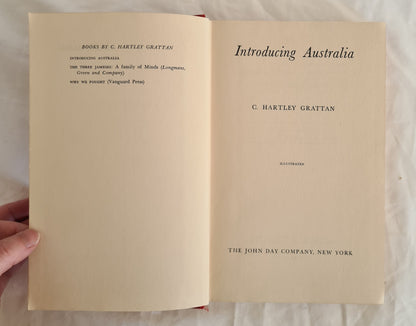 BOOKS BY C. HARTLEY GRATTAN
INTRODUCING AUSTRALIA
THE THREE JAMESES: A family of Minds (Longmans,
Green and Company)
WHY WE FOUGHT (Vanguard Press)
Introducing Australia
C. HARTLEY GRATTAN
ILLUSTRATED
THE JOHN DAY COMPANY, NEW YORK